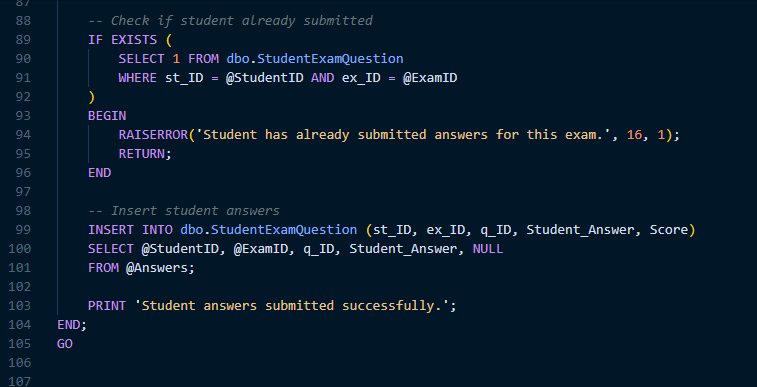 87
88 -- Check if student already submitted
89 IF EXISTS (
90 SELECT 1 FROM dbo.StudentExamQuestion
91 WHERE st_ID = @StudentID AND ex_ID = @ExamID
92 )
93 BEGIN
94 RAISERROR('Student has already submitted answers for this exam.', 16, 1);
95 RETURN;
96 END
97
98 -- Insert student answers
99 INSERT INTO dbo.StudentExamQuestion (st_ID, ex_ID, q_ID, Student_Answer, Score)
100 SELECT @StudentID, @ExamID, q_ID, Student_Answer, NULL
101 FROM @Answers;
102
103 PRINT 'Student answers submitted successfully.';
104 END;
105 GO
106
107